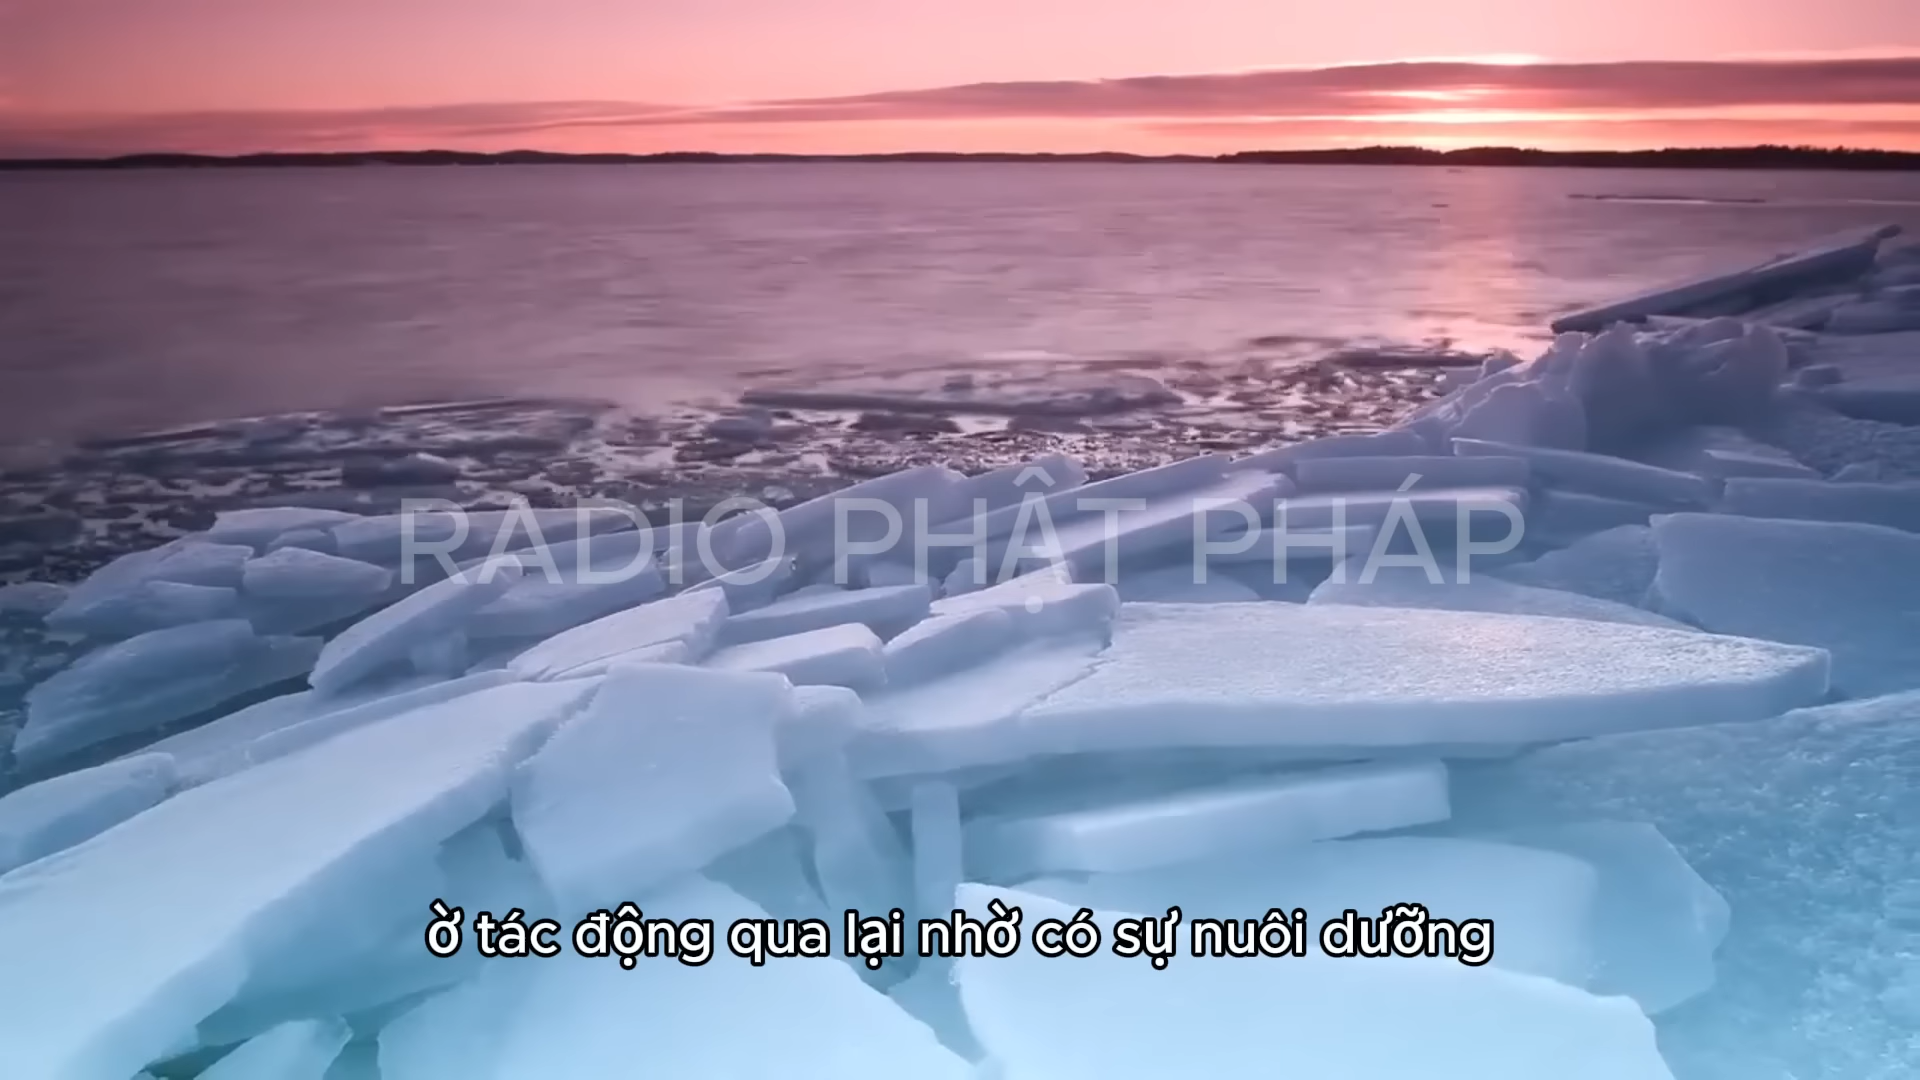 RADIO PHẬT PHÁP
ờ tác động qua lại nhờ có sự nuôi dưỡng